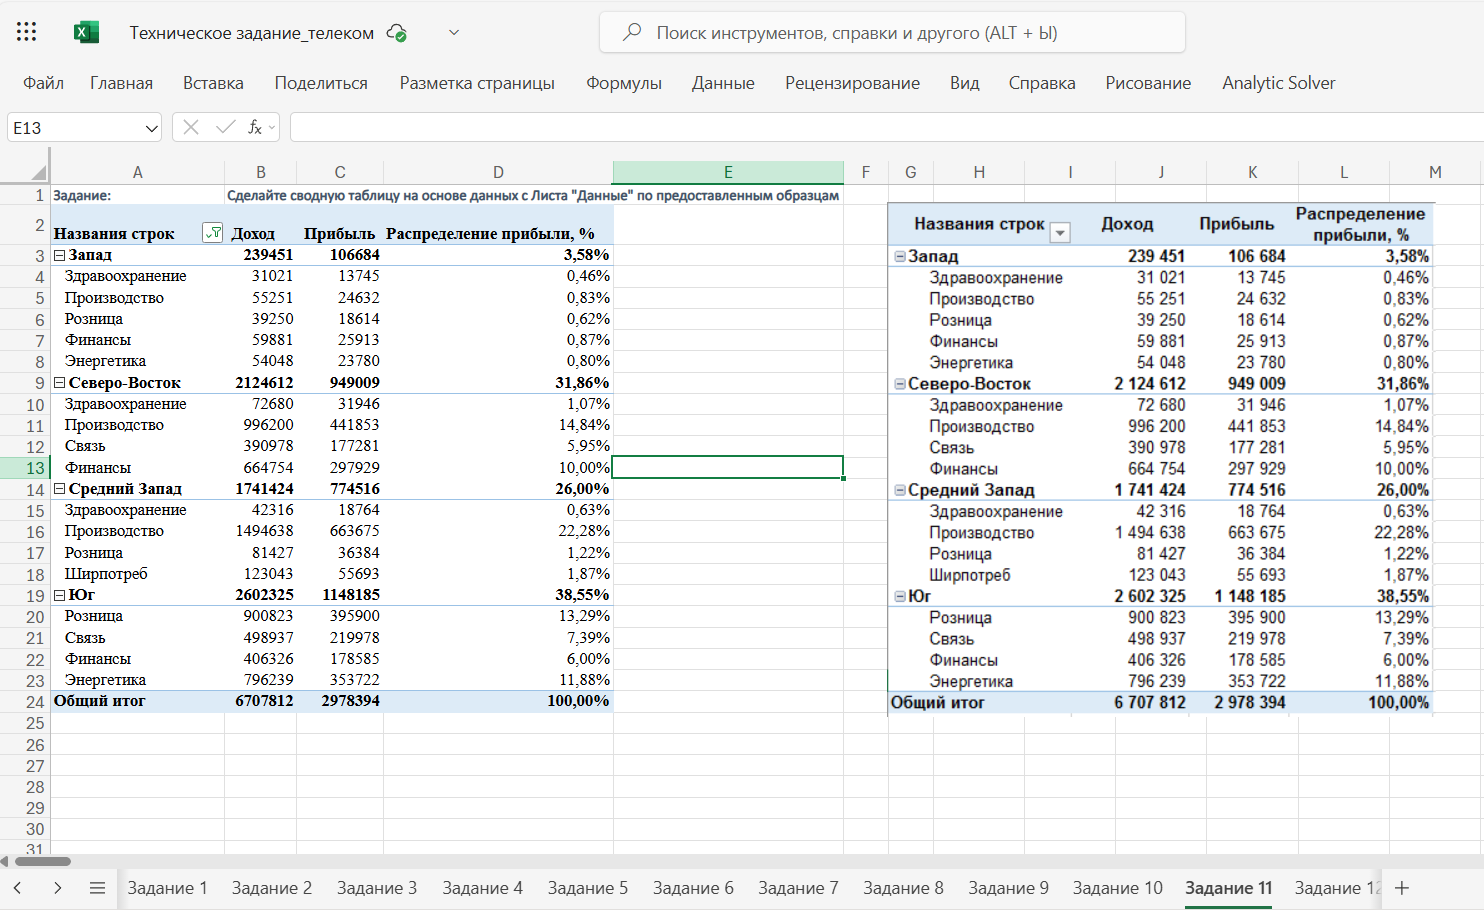 Техническое задание_телеком
Поиск инструментов, справки и другого (ALT + Ы)
Файл Главная Вставка Поделиться Разметка страницы Формулы Данные Рецензирование Вид Справка Рисование Analytic Solver
E13 fx
A B C D E F G H I J K L M
1 Задание: Сделайте сводную таблицу на основе данных с Листа "Данные" по предоставленным образцам
2 Названия строк Доход Прибыль Распределение прибыли, %
3 Запад 239451 106684 3,58%
4 Здравоохранение 31021 13745 0,46%
5 Производство 55251 24632 0,83%
6 Розница 39250 18614 0,62%
7 Финансы 59881 25913 0,87%
8 Энергетика 54048 23780 0,80%
9 Северо-Восток 2124612 949009 31,86%
10 Здравоохранение 72680 31946 1,07%
11 Производство 996200 441853 14,84%
12 Связь 390978 177281 5,95%
13 Финансы 664754 297929 10,00%
14 Средний Запад 1741424 774516 26,00%
15 Здравоохранение 42316 18764 0,63%
16 Производство 1494638 663675 22,28%
17 Розница 81427 36384 1,22%
18 Ширпотреб 123043 55693 1,87%
19 Юг 2602325 1148185 38,55%
20 Розница 900823 395900 13,29%
21 Связь 498937 219978 7,39%
22 Финансы 406326 178585 6,00%
23 Энергетика 796239 353722 11,88%
24 Общий итог 6707812 2978394 100,00%
25
26
27
28
29
30
31
Названия строк Доход Прибыль Распределение
прибыли, %
Запад 239 451 106 684 3,58%
Здравоохранение 31 021 13 745 0,46%
Производство 55 251 24 632 0,83%
Розница 39 250 18 614 0,62%
Финансы 59 881 25 913 0,87%
Энергетика 54 048 23 780 0,80%
Северо-Восток 2 124 612 949 009 31,86%
Здравоохранение 72 680 31 946 1,07%
Производство 996 200 441 853 14,84%
Связь 390 978 177 281 5,95%
Финансы 664 754 297 929 10,00%
Средний Запад 1 741 424 774 516 26,00%
Здравоохранение 42 316 18 764 0,63%
Производство 1 494 638 663 675 22,28%
Розница 81 427 36 384 1,22%
Ширпотреб 123 043 55 693 1,87%
Юг 2 602 325 1 148 185 38,55%
Розница 900 823 395 900 13,29%
Связь 498 937 219 978 7,39%
Финансы 406 326 178 585 6,00%
Энергетика 796 239 353 722 11,88%
Общий итог 6 707 812 2 978 394 100,00%
Задание 1 Задание 2 Задание 3 Задание 4 Задание 5 Задание 6 Задание 7 Задание 8 Задание 9 Задание 10 Задание 11 Задание 12